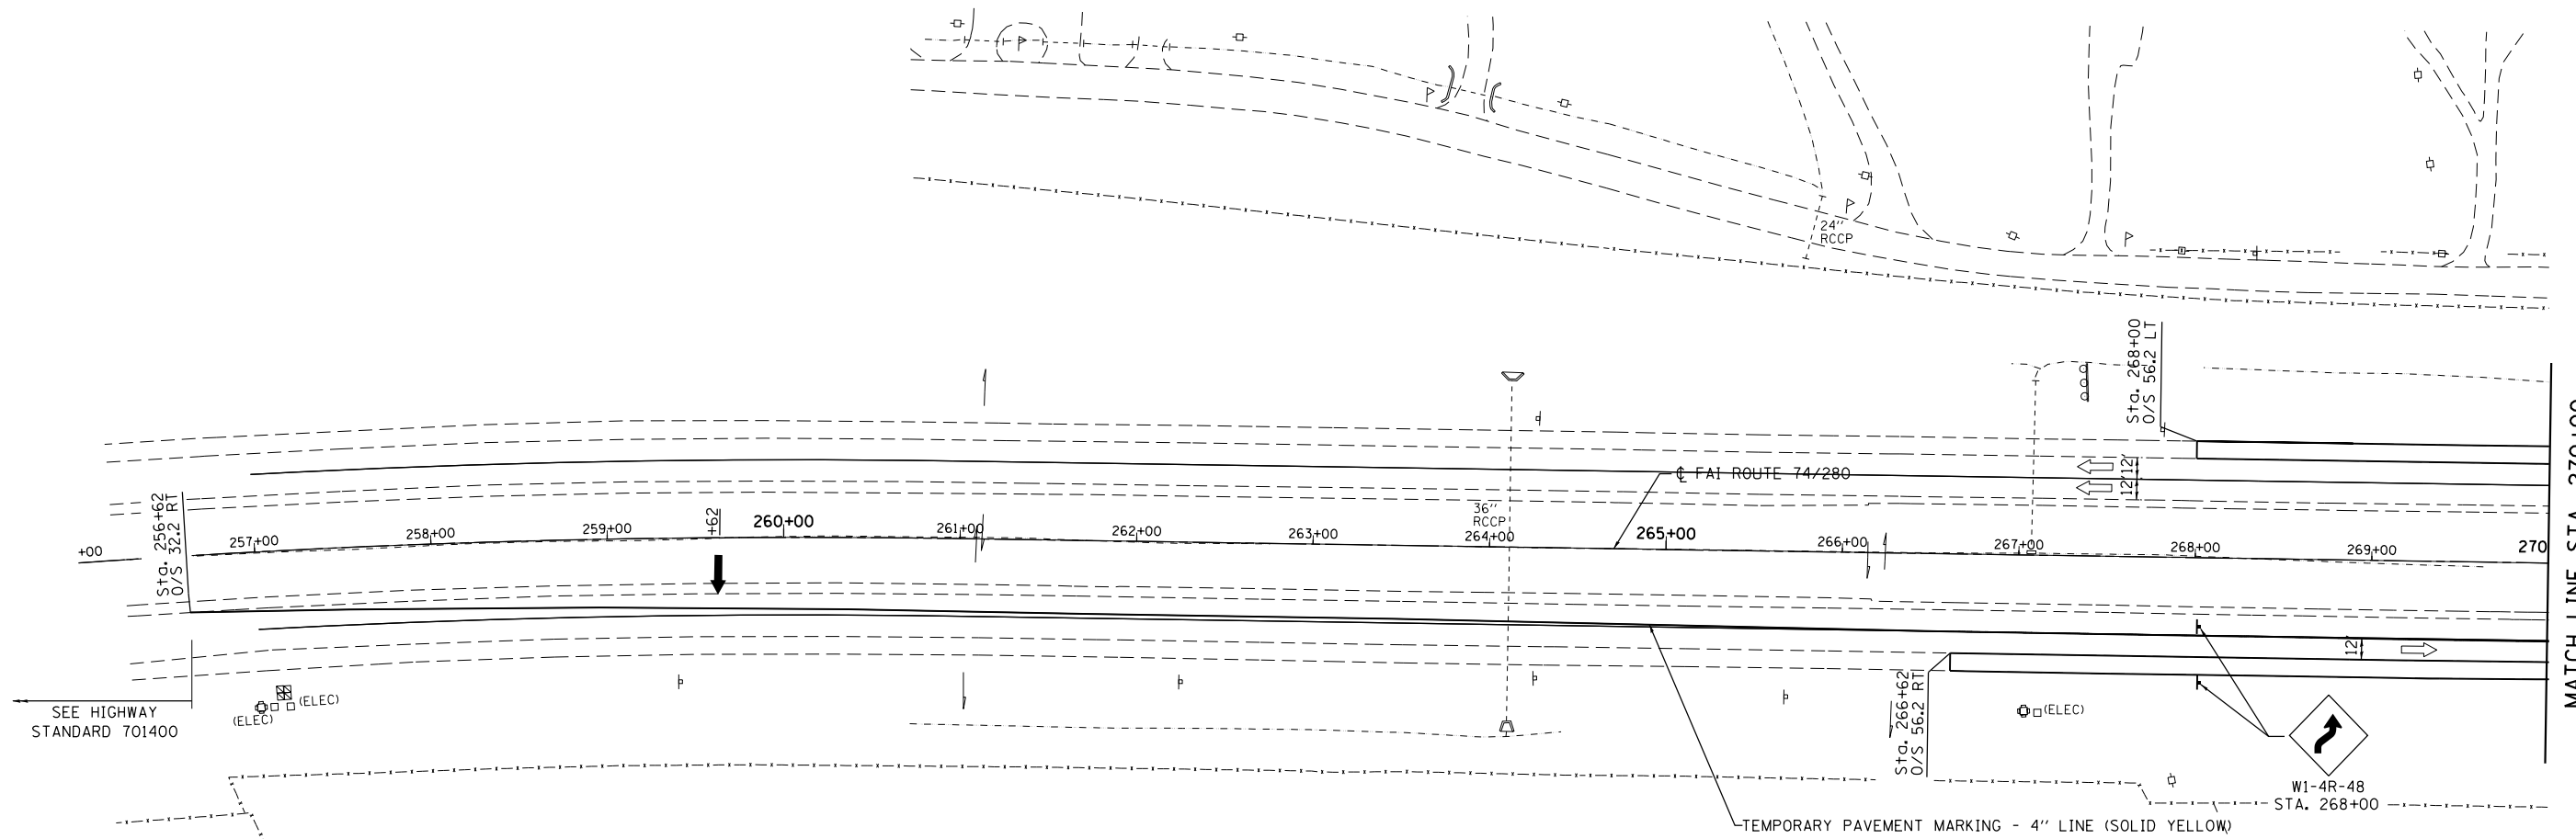 24''
RCCP
Sta. 268+00
O/S 56.2 LT
12'
12'
℄ FAI ROUTE 74/280
Sta. 256+62
O/S 32.2 RT
36''
RCCP
+00
257+00
258+00
259+00
+62
260+00
261+00
262+00
263+00
264+00
265+00
266+00
267+00
268+00
269+00
270
MATCH LINE STA. 270+00
12'
SEE HIGHWAY
STANDARD 701400
(ELEC)
(ELEC)
Sta. 266+62
O/S 56.2 RT
(ELEC)
W1-4R-48
STA. 268+00
TEMPORARY PAVEMENT MARKING - 4'' LINE (SOLID YELLOW)